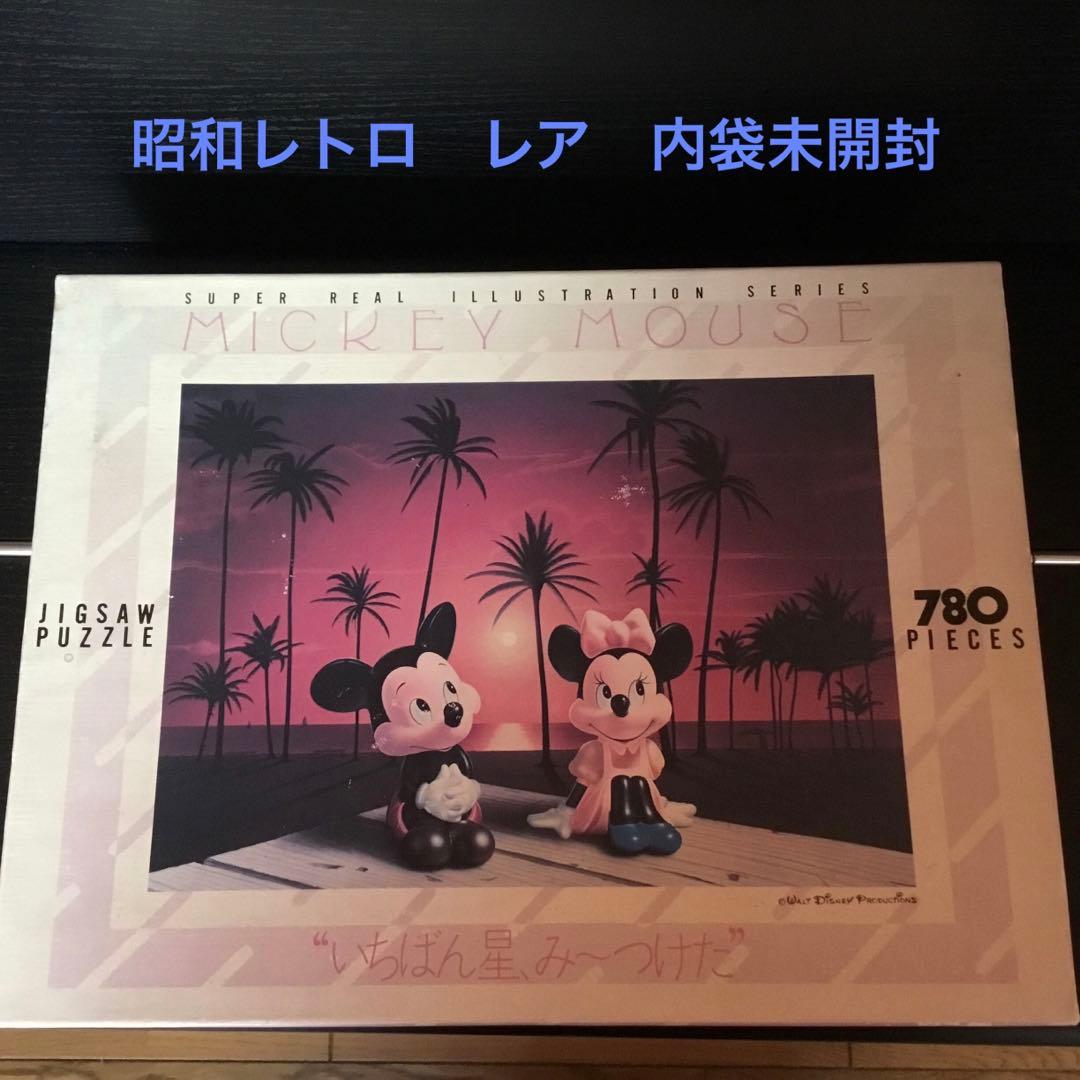 昭和レトロ　レア　内袋未開封
SUPER REAL ILLUSTRATION SERIES
MICKEY MOUSE
JIGSAW
PUZZLE
780
PIECES
©WALT DISNEY PRODUCTIONS
“いちばん星、み〜つけた”